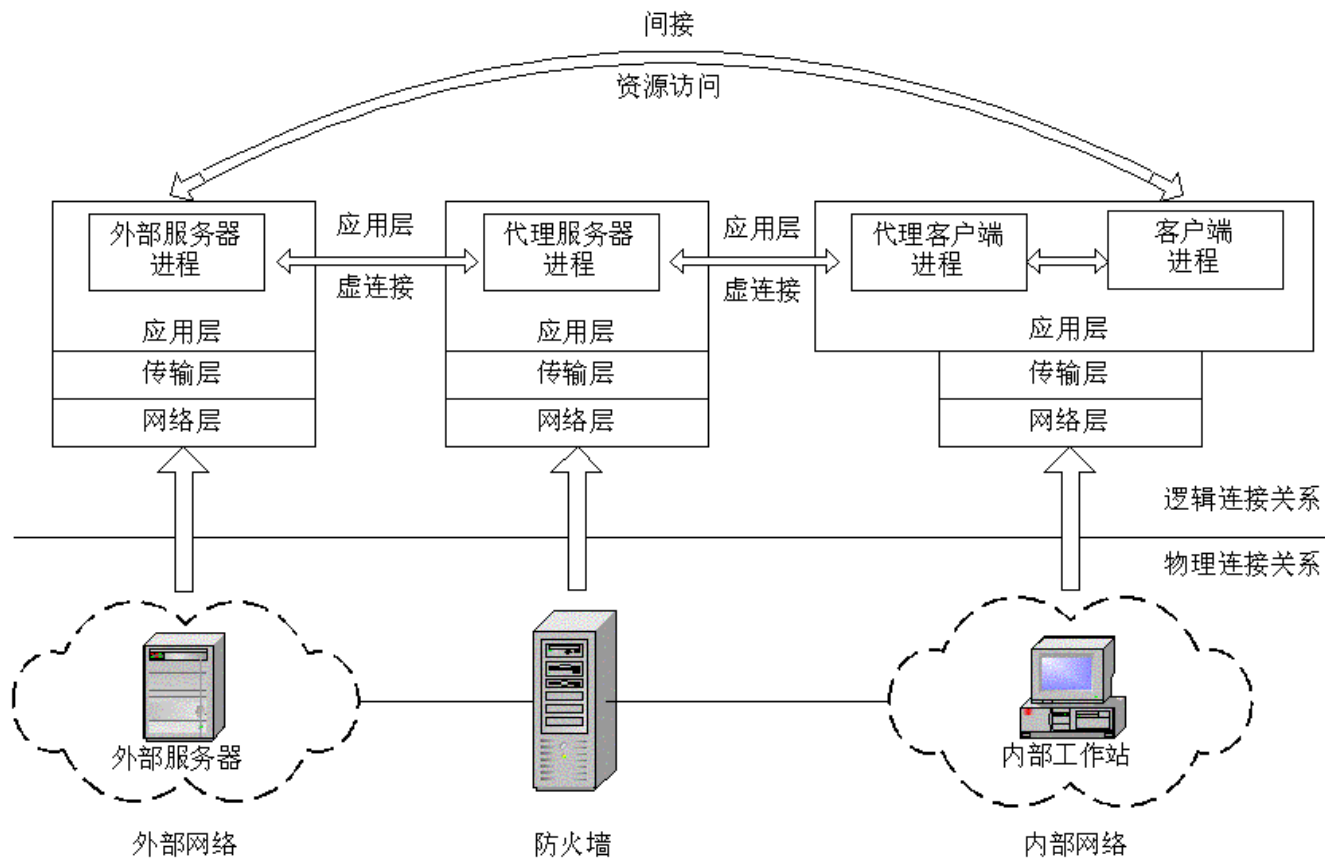 间接
资源访问
外部服务器
进程
应用层
虚连接
代理服务器
进程
应用层
虚连接
代理客户端
进程
客户端
进程
应用层
应用层
应用层
传输层
传输层
传输层
网络层
网络层
网络层
逻辑连接关系
物理连接关系
外部服务器
内部工作站
外部网络
防火墙
内部网络